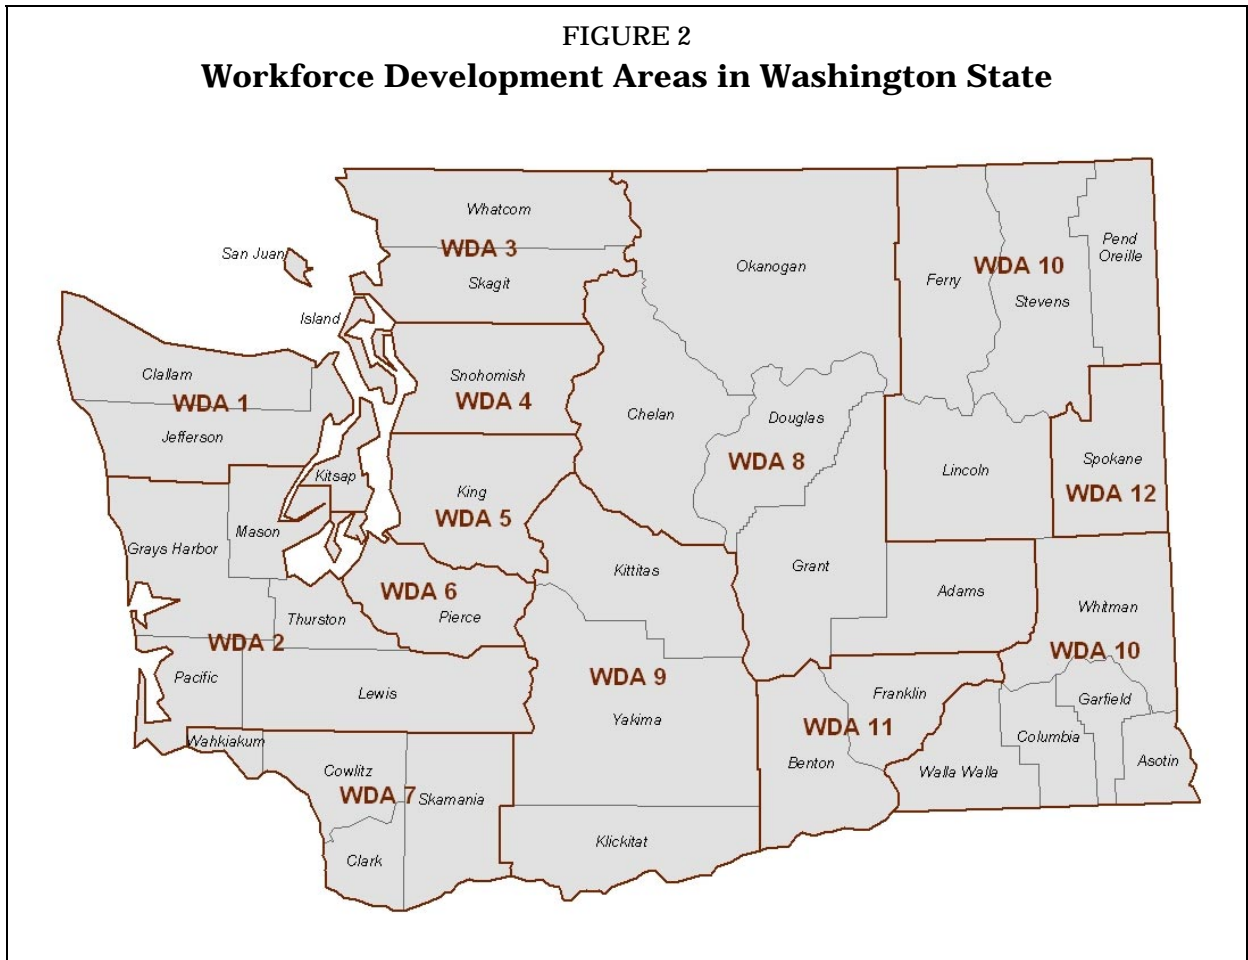 FIGURE 2
Workforce Development Areas in Washington State
Whatcom
WDA 3
San Juan
Skagit
Island
Okanogan
Ferry
WDA 10
Stevens
Pend
Oreille
Clallam
WDA 1
Jefferson
Snohomish
WDA 4
Chelan
Douglas
WDA 8
Lincoln
Spokane
WDA 12
Kitsap
King
WDA 5
Mason
Grays Harbor
Kittitas
Grant
Adams
Whitman
WDA 10
WDA 6
Pierce
Thurston
WDA 2
Pacific
Lewis
WDA 9
Yakima
Franklin
WDA 11
Benton
Garfield
Columbia
Walla Walla
Asotin
Wahkiakum
Cowlitz
WDA 7
Skamania
Clark
Klickitat